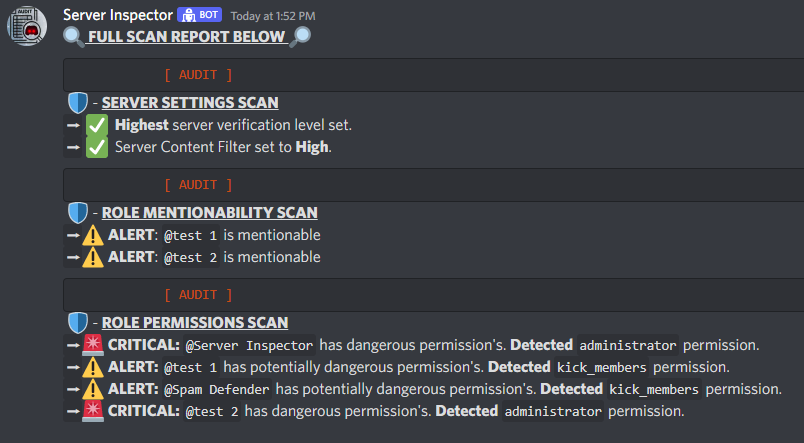 Server Inspector BOT Today at 1:52 PM
FULL SCAN REPORT BELOW
[ AUDIT ]
- SERVER SETTINGS SCAN
Highest server verification level set.
Server Content Filter set to High.
[ AUDIT ]
- ROLE MENTIONABILITY SCAN
ALERT: @test 1 is mentionable
ALERT: @test 2 is mentionable
[ AUDIT ]
- ROLE PERMISSIONS SCAN
CRITICAL: @Server Inspector has dangerous permission's. Detected administrator permission.
ALERT: @test 1 has potentially dangerous permission's. Detected kick_members permission.
ALERT: @Spam Defender has potentially dangerous permission's. Detected kick_members permission.
CRITICAL: @test 2 has dangerous permission's. Detected administrator permission.